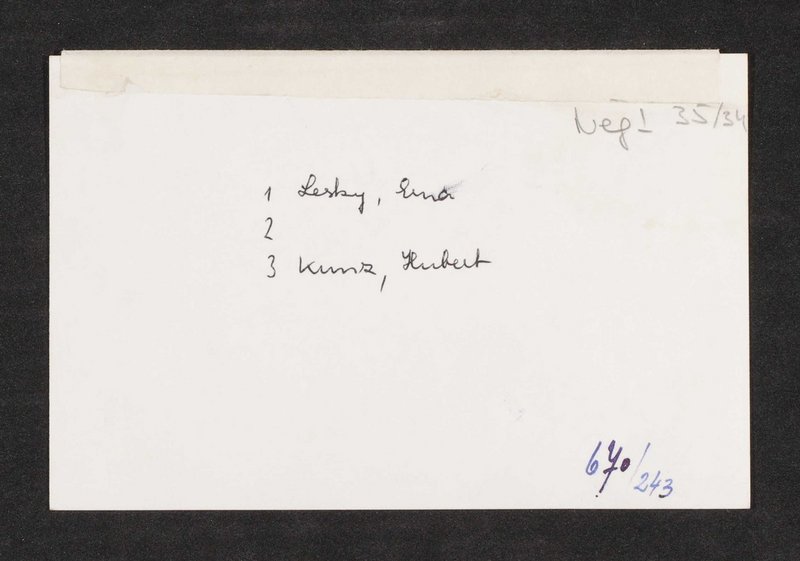 Neg I 35/34
1 Lesky, Erna
2
3 Kunz, Hubert
670/243